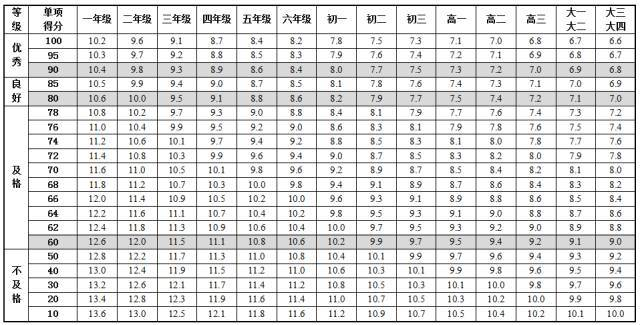 等级 单项得分 一年级 二年级 三年级 四年级 五年级 六年级 初一 初二 初三 高一 高二 高三 大一大二 大三大四
优秀 100 10.2 9.6 9.1 8.7 8.4 8.2 7.8 7.5 7.3 7.1 7.0 6.8 6.7 6.6
95 10.3 9.7 9.2 8.8 8.5 8.3 7.9 7.6 7.4 7.2 7.1 6.9 6.8 6.7
90 10.4 9.8 9.3 8.9 8.6 8.4 8.0 7.7 7.5 7.3 7.2 7.0 6.9 6.8
良好 85 10.5 9.9 9.4 9.0 8.7 8.5 8.1 7.8 7.6 7.4 7.3 7.1 7.0 6.9
80 10.6 10.0 9.5 9.1 8.8 8.6 8.2 7.9 7.7 7.5 7.4 7.2 7.1 7.0
及格 78 10.8 10.2 9.7 9.3 9.0 8.8 8.4 8.1 7.9 7.7 7.6 7.4 7.3 7.2
76 11.0 10.4 9.9 9.5 9.2 9.0 8.6 8.3 8.1 7.9 7.8 7.6 7.5 7.4
74 11.2 10.6 10.1 9.7 9.4 9.2 8.8 8.5 8.3 8.1 8.0 7.8 7.7 7.6
72 11.4 10.8 10.3 9.9 9.6 9.4 9.0 8.7 8.5 8.3 8.2 8.0 7.9 7.8
70 11.6 11.0 10.5 10.1 9.8 9.6 9.2 8.9 8.7 8.5 8.4 8.2 8.1 8.0
68 11.8 11.2 10.7 10.3 10.0 9.8 9.4 9.1 8.9 8.7 8.6 8.4 8.3 8.2
66 12.0 11.4 10.9 10.5 10.2 10.0 9.6 9.3 9.1 8.9 8.8 8.6 8.5 8.4
64 12.2 11.6 11.1 10.7 10.4 10.2 9.8 9.5 9.3 9.1 9.0 8.8 8.7 8.6
62 12.4 11.8 11.3 10.9 10.6 10.4 10.0 9.7 9.5 9.3 9.2 9.0 8.9 8.8
60 12.6 12.0 11.5 11.1 10.8 10.6 10.2 9.9 9.7 9.5 9.4 9.2 9.1 9.0
不及格 50 12.8 12.2 11.7 11.3 11.0 10.8 10.4 10.1 9.9 9.7 9.6 9.4 9.3 9.2
40 13.0 12.4 11.9 11.5 11.2 11.0 10.6 10.3 10.1 9.9 9.8 9.6 9.5 9.4
30 13.2 12.6 12.1 11.7 11.4 11.2 10.8 10.5 10.3 10.1 10.0 9.8 9.7 9.6
20 13.4 12.8 12.3 11.9 11.6 11.4 11.0 10.7 10.5 10.3 10.2 10.0 9.9 9.8
10 13.6 13.0 12.5 12.1 11.8 11.6 11.2 10.9 10.7 10.5 10.4 10.2 10.1 10.0